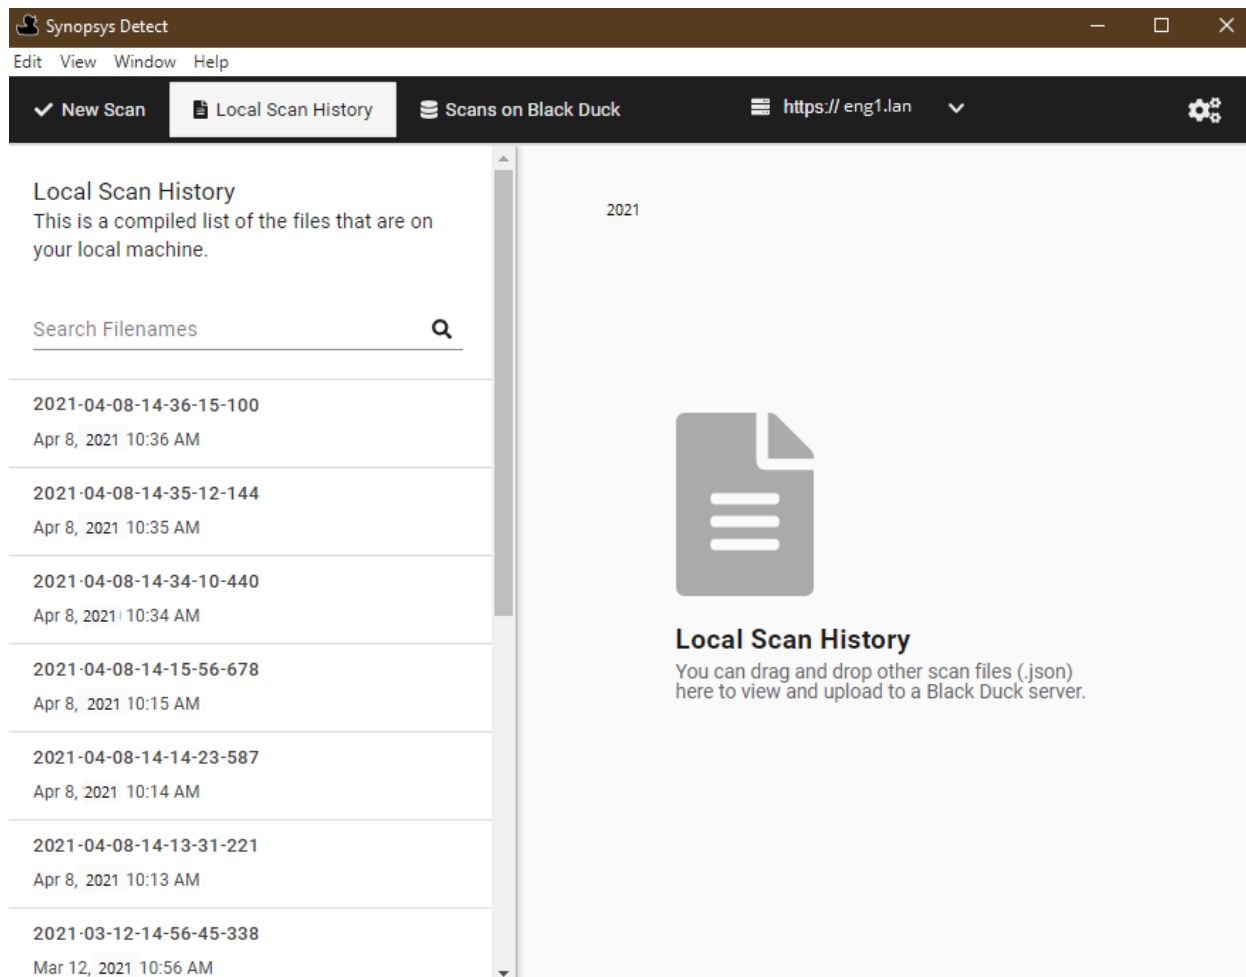 Synopsys Detect
Edit View Window Help
New Scan Local Scan History Scans on Black Duck https:// eng1.lan
Local Scan History
This is a compiled list of the files that are on
your local machine.
Search Filenames
2021-04-08-14-36-15-100
Apr 8, 2021 10:36 AM
2021-04-08-14-35-12-144
Apr 8, 2021 10:35 AM
2021-04-08-14-34-10-440
Apr 8, 2021 10:34 AM
2021-04-08-14-15-56-678
Apr 8, 2021 10:15 AM
2021-04-08-14-14-23-587
Apr 8, 2021 10:14 AM
2021-04-08-14-13-31-221
Apr 8, 2021 10:13 AM
2021-03-12-14-56-45-338
Mar 12, 2021 10:56 AM
2021
Local Scan History
You can drag and drop other scan files (.json)
here to view and upload to a Black Duck server.